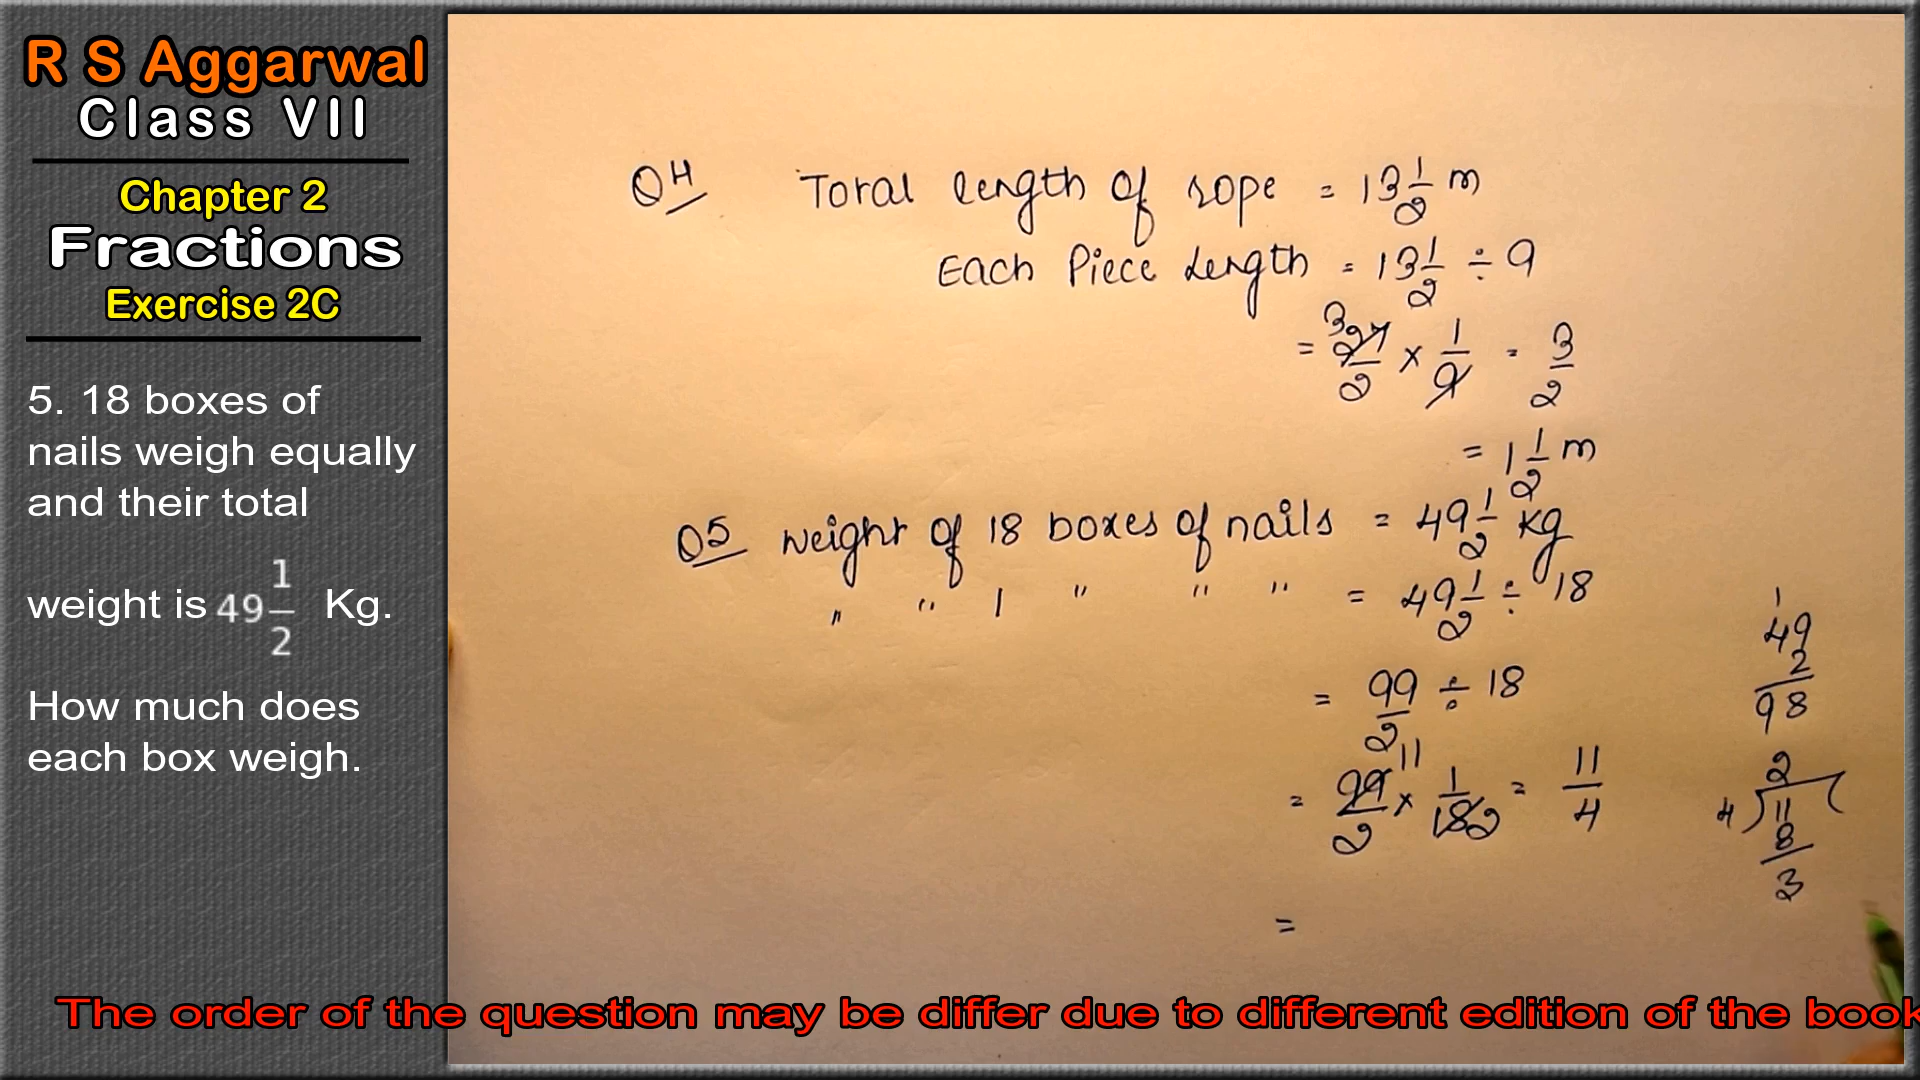 R S Aggarwal
Class VII
Chapter 2
Fractions
Exercise 2C
5. 18 boxes of
nails weigh equally
and their total
weight is 49 1/2 Kg.
How much does
each box weigh.
Q4 Toral length of rope = 13 1/2 m
Each Piece Length = 13 1/2 ÷ 9
= 3 27/2 × 1/9 = 3/2
= 1 1/2 m
Q5 weight of 18 boxes of nails = 49 1/2 kg
" " 1 " " " = 49 1/2 ÷ 18
= 99/2 ÷ 18
= 99/2 11 × 1/18 2 = 11/4
=
1
49
2
98
2
4 11
8
3
The order of the question may be differ due to different edition of the book